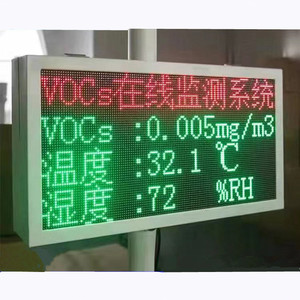 VOCs在线监测系统
VOCs :0.005mg/m3
温度 :32.1 ℃
湿度 :72 %RH